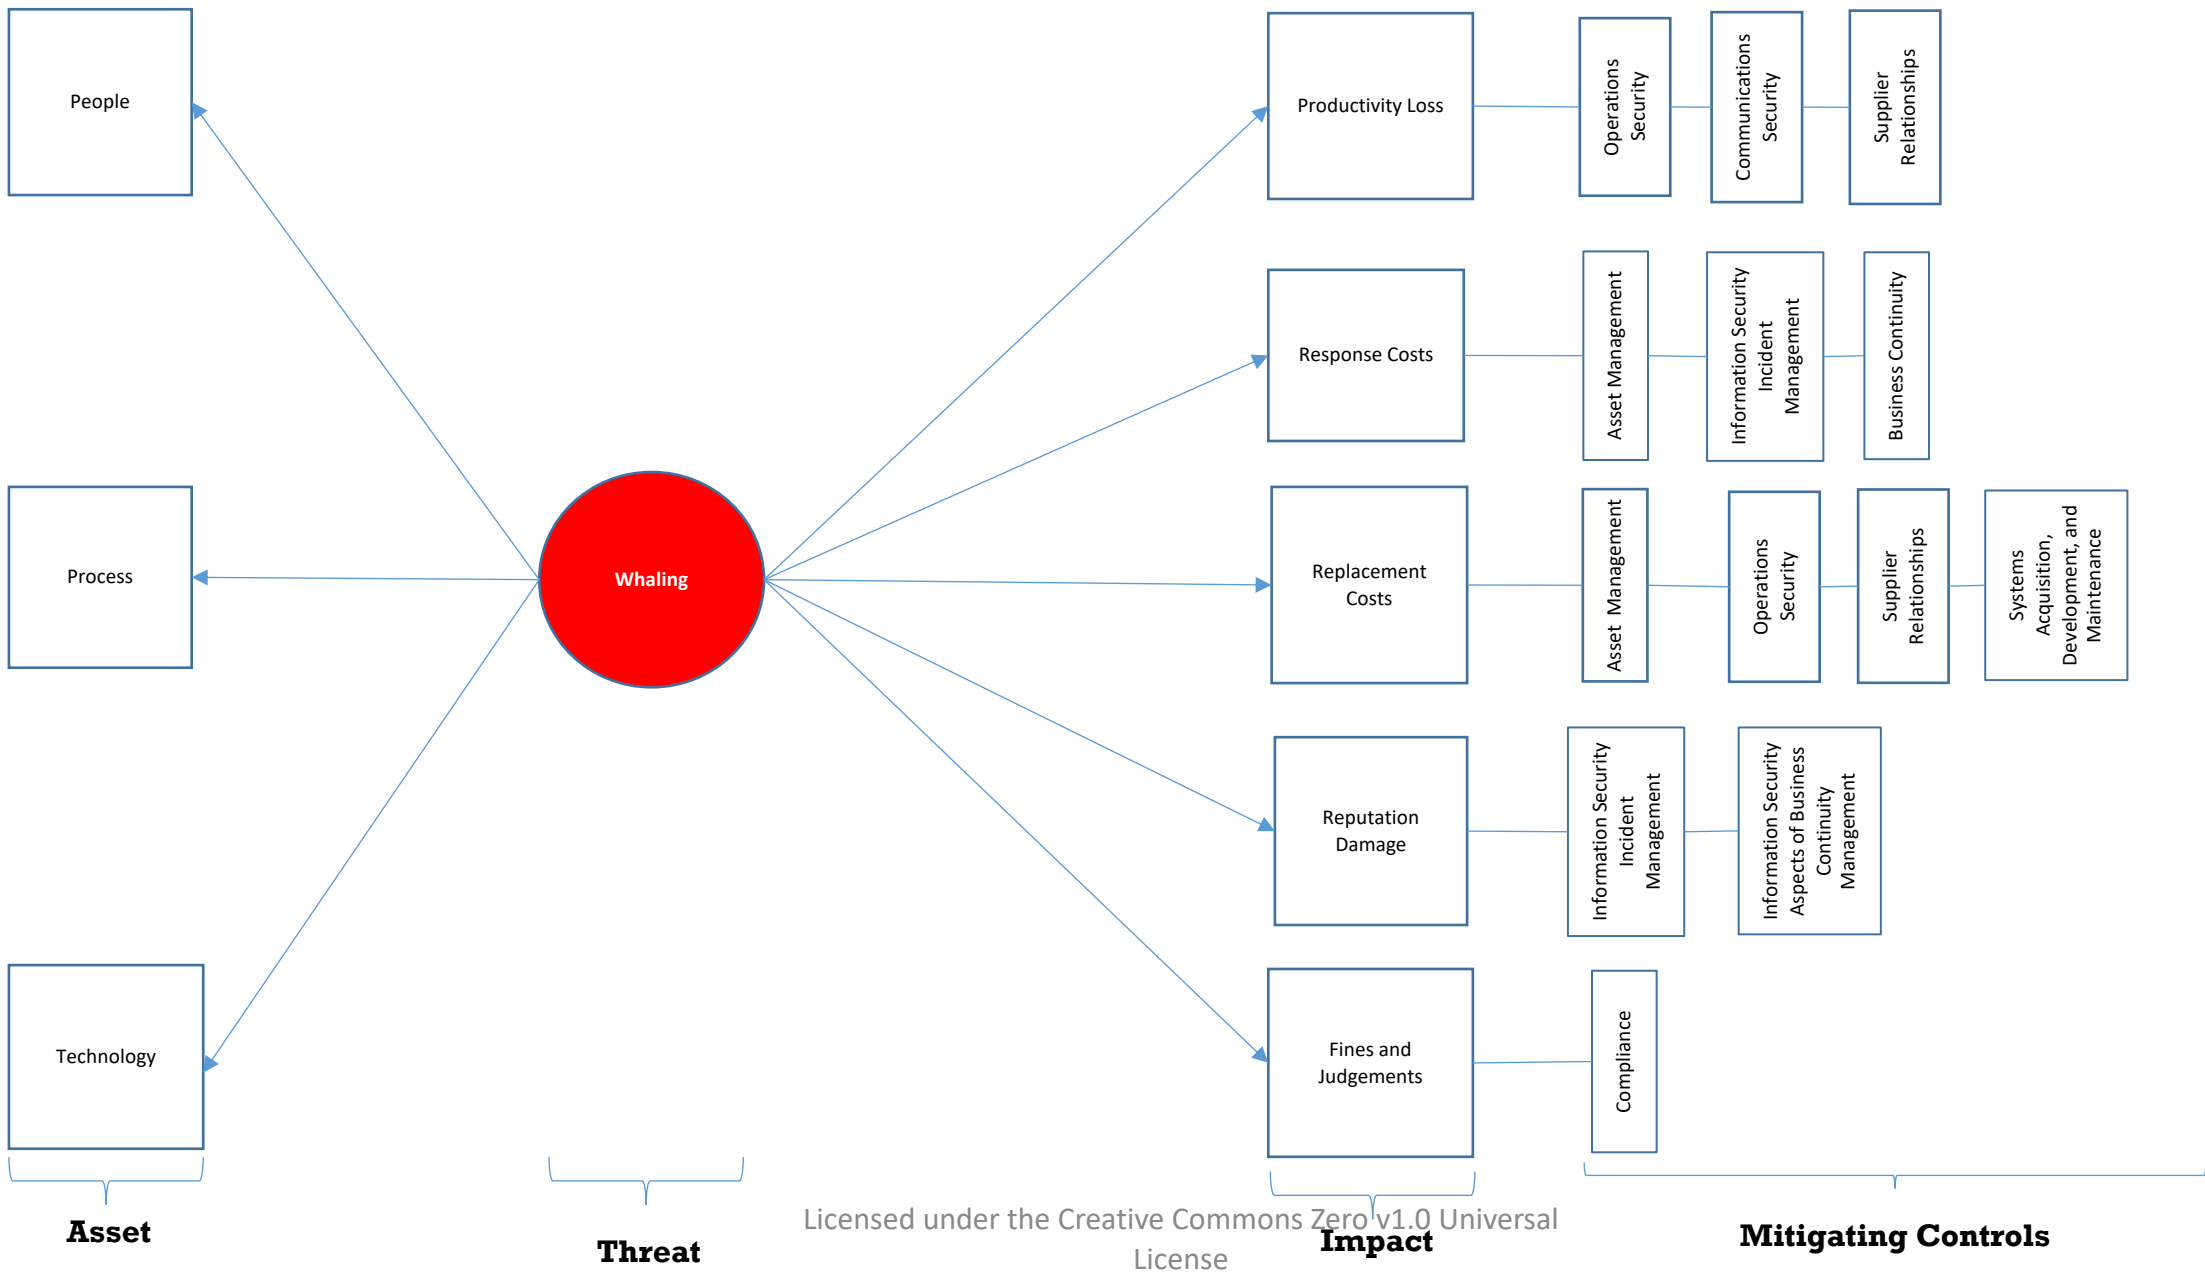 People
Productivity Loss
Operations
Security
Communications
Security
Supplier
Relationships
Response Costs
Asset Management
Information Security
Incident
Management
Business Continuity
Process
Whaling
Replacement
Costs
Asset  Management
Operations
Security
Supplier
Relationships
Systems
Acquisition,
Development, and
Maintenance
Reputation
Damage
Information Security
Incident
Management
Information Security
Aspects of Business
Continuity
Management
Technology
Fines and
Judgements
Compliance
Asset
Threat
Impact
Mitigating Controls
Licensed under the Creative Commons Zero v1.0 Universal
License